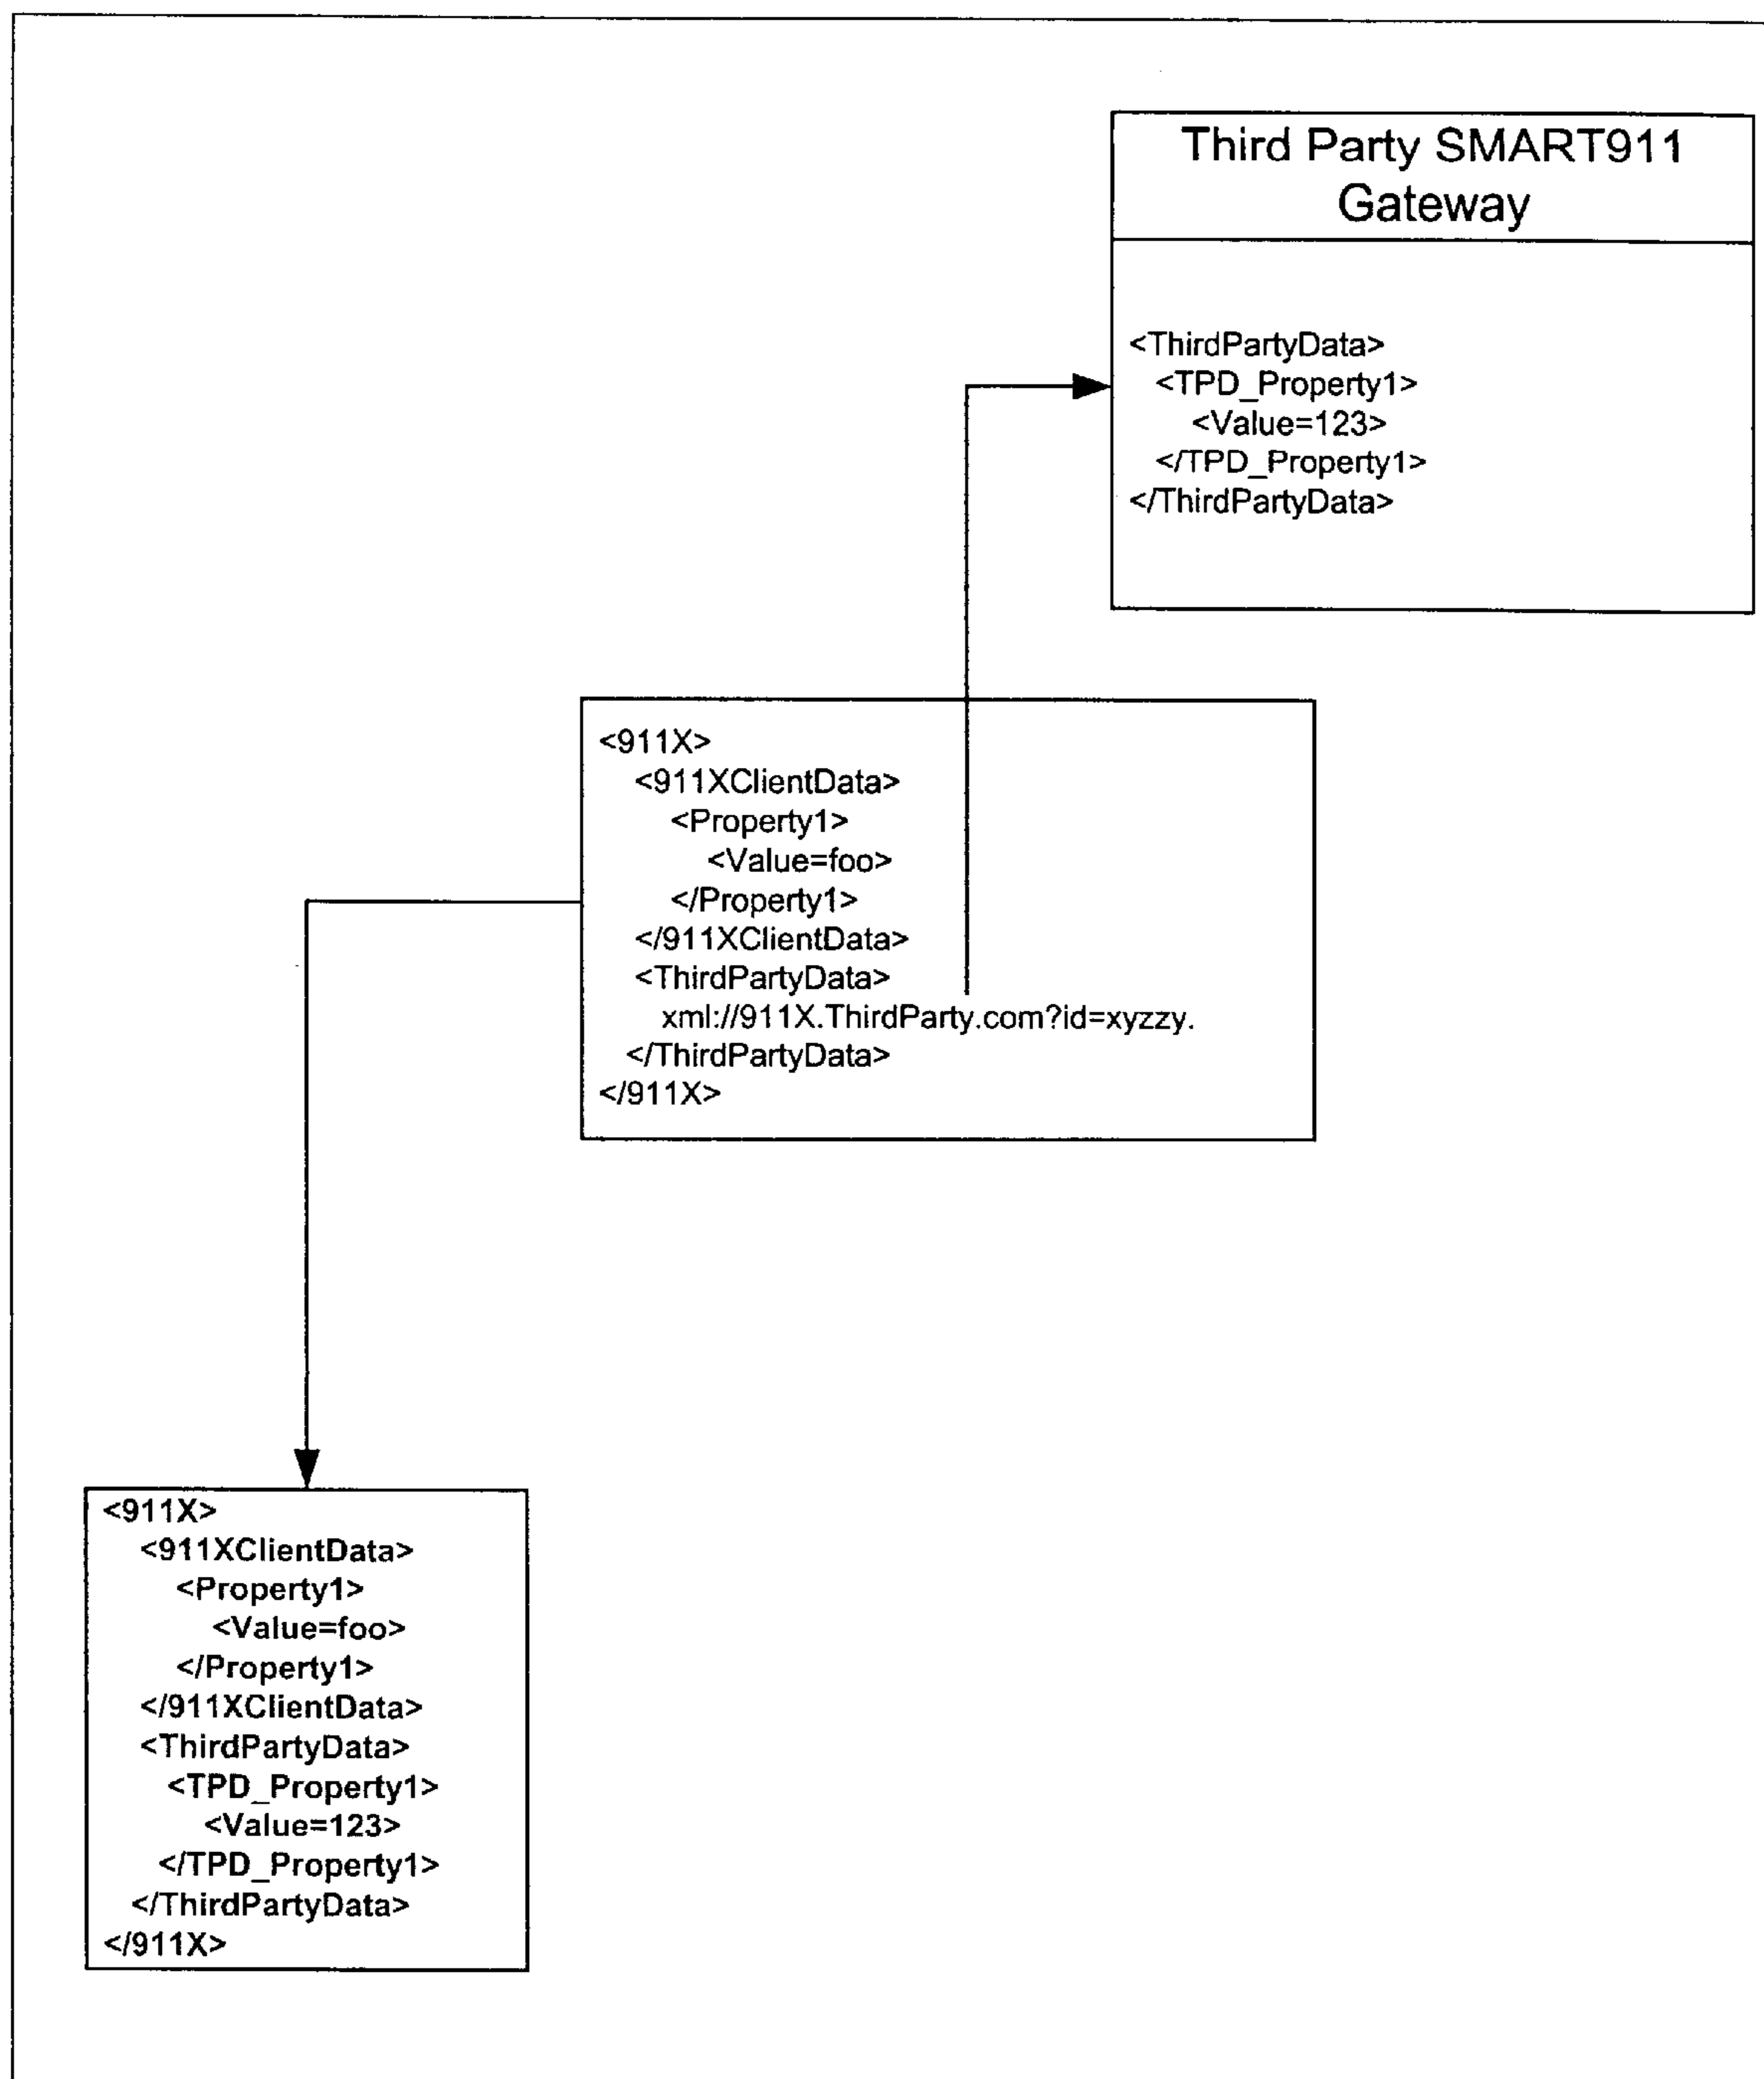 Third Party SMART911
Gateway
<ThirdPartyData>
<TPD_Property1>
<Value=123>
</TPD_Property1>
</ThirdPartyData>
<911X>
<911XClientData>
<Property1>
<Value=foo>
</Property1>
</911XClientData>
<ThirdPartyData>
xml://911X.ThirdParty.com?id=xyzzy.
</ThirdPartyData>
</911X>
<911X>
<911XClientData>
<Property1>
<Value=foo>
</Property1>
</911XClientData>
<ThirdPartyData>
<TPD_Property1>
<Value=123>
</TPD_Property1>
</ThirdPartyData>
</911X>